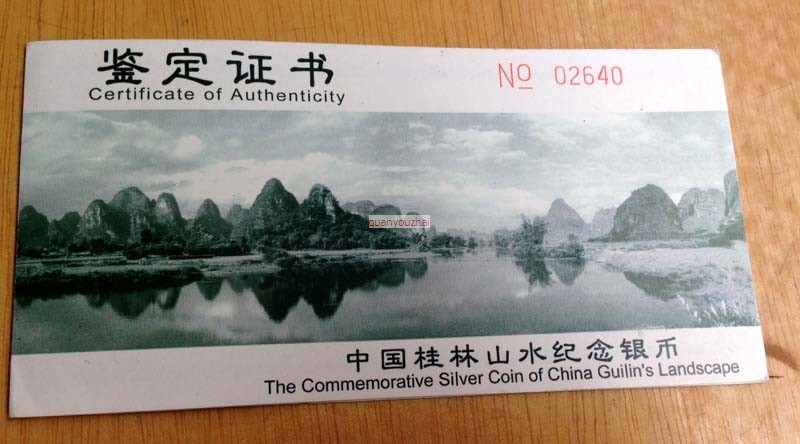 鉴定证书
Certificate of Authenticity
№ 02640
quanyouzhai
中国桂林山水纪念银币
The Commemorative Silver Coin of China Guilin's Landscape